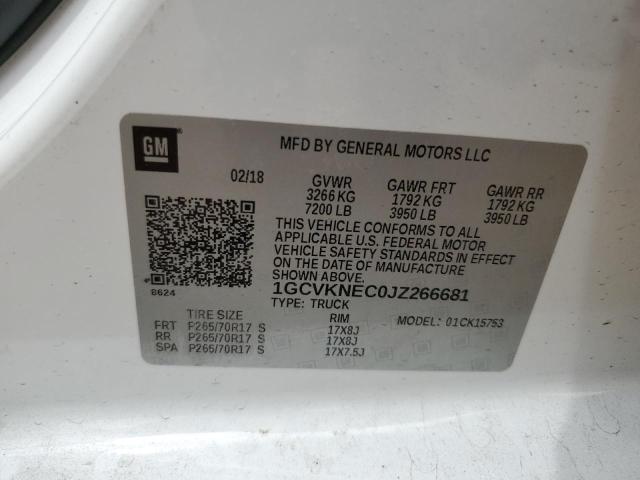 GM
MFD BY GENERAL MOTORS LLC
02/18 GVWR GAWR FRT GAWR RR
3266 KG 1792 KG 1792 KG
7200 LB 3950 LB 3950 LB
THIS VEHICLE CONFORMS TO ALL
APPLICABLE U.S. FEDERAL MOTOR
VEHICLE SAFETY STANDARDS IN
EFFECT ON THE DATE OF MANUFACTURE
SHOWN ABOVE.
1GCVKNEC0JZ266681
8624
TYPE: TRUCK MODEL: 01CK15753
TIRE SIZE RIM
FRT P265/70R17 S 17X8J
RR P265/70R17 S 17X8J
SPA P265/70R17 S 17X7.5J